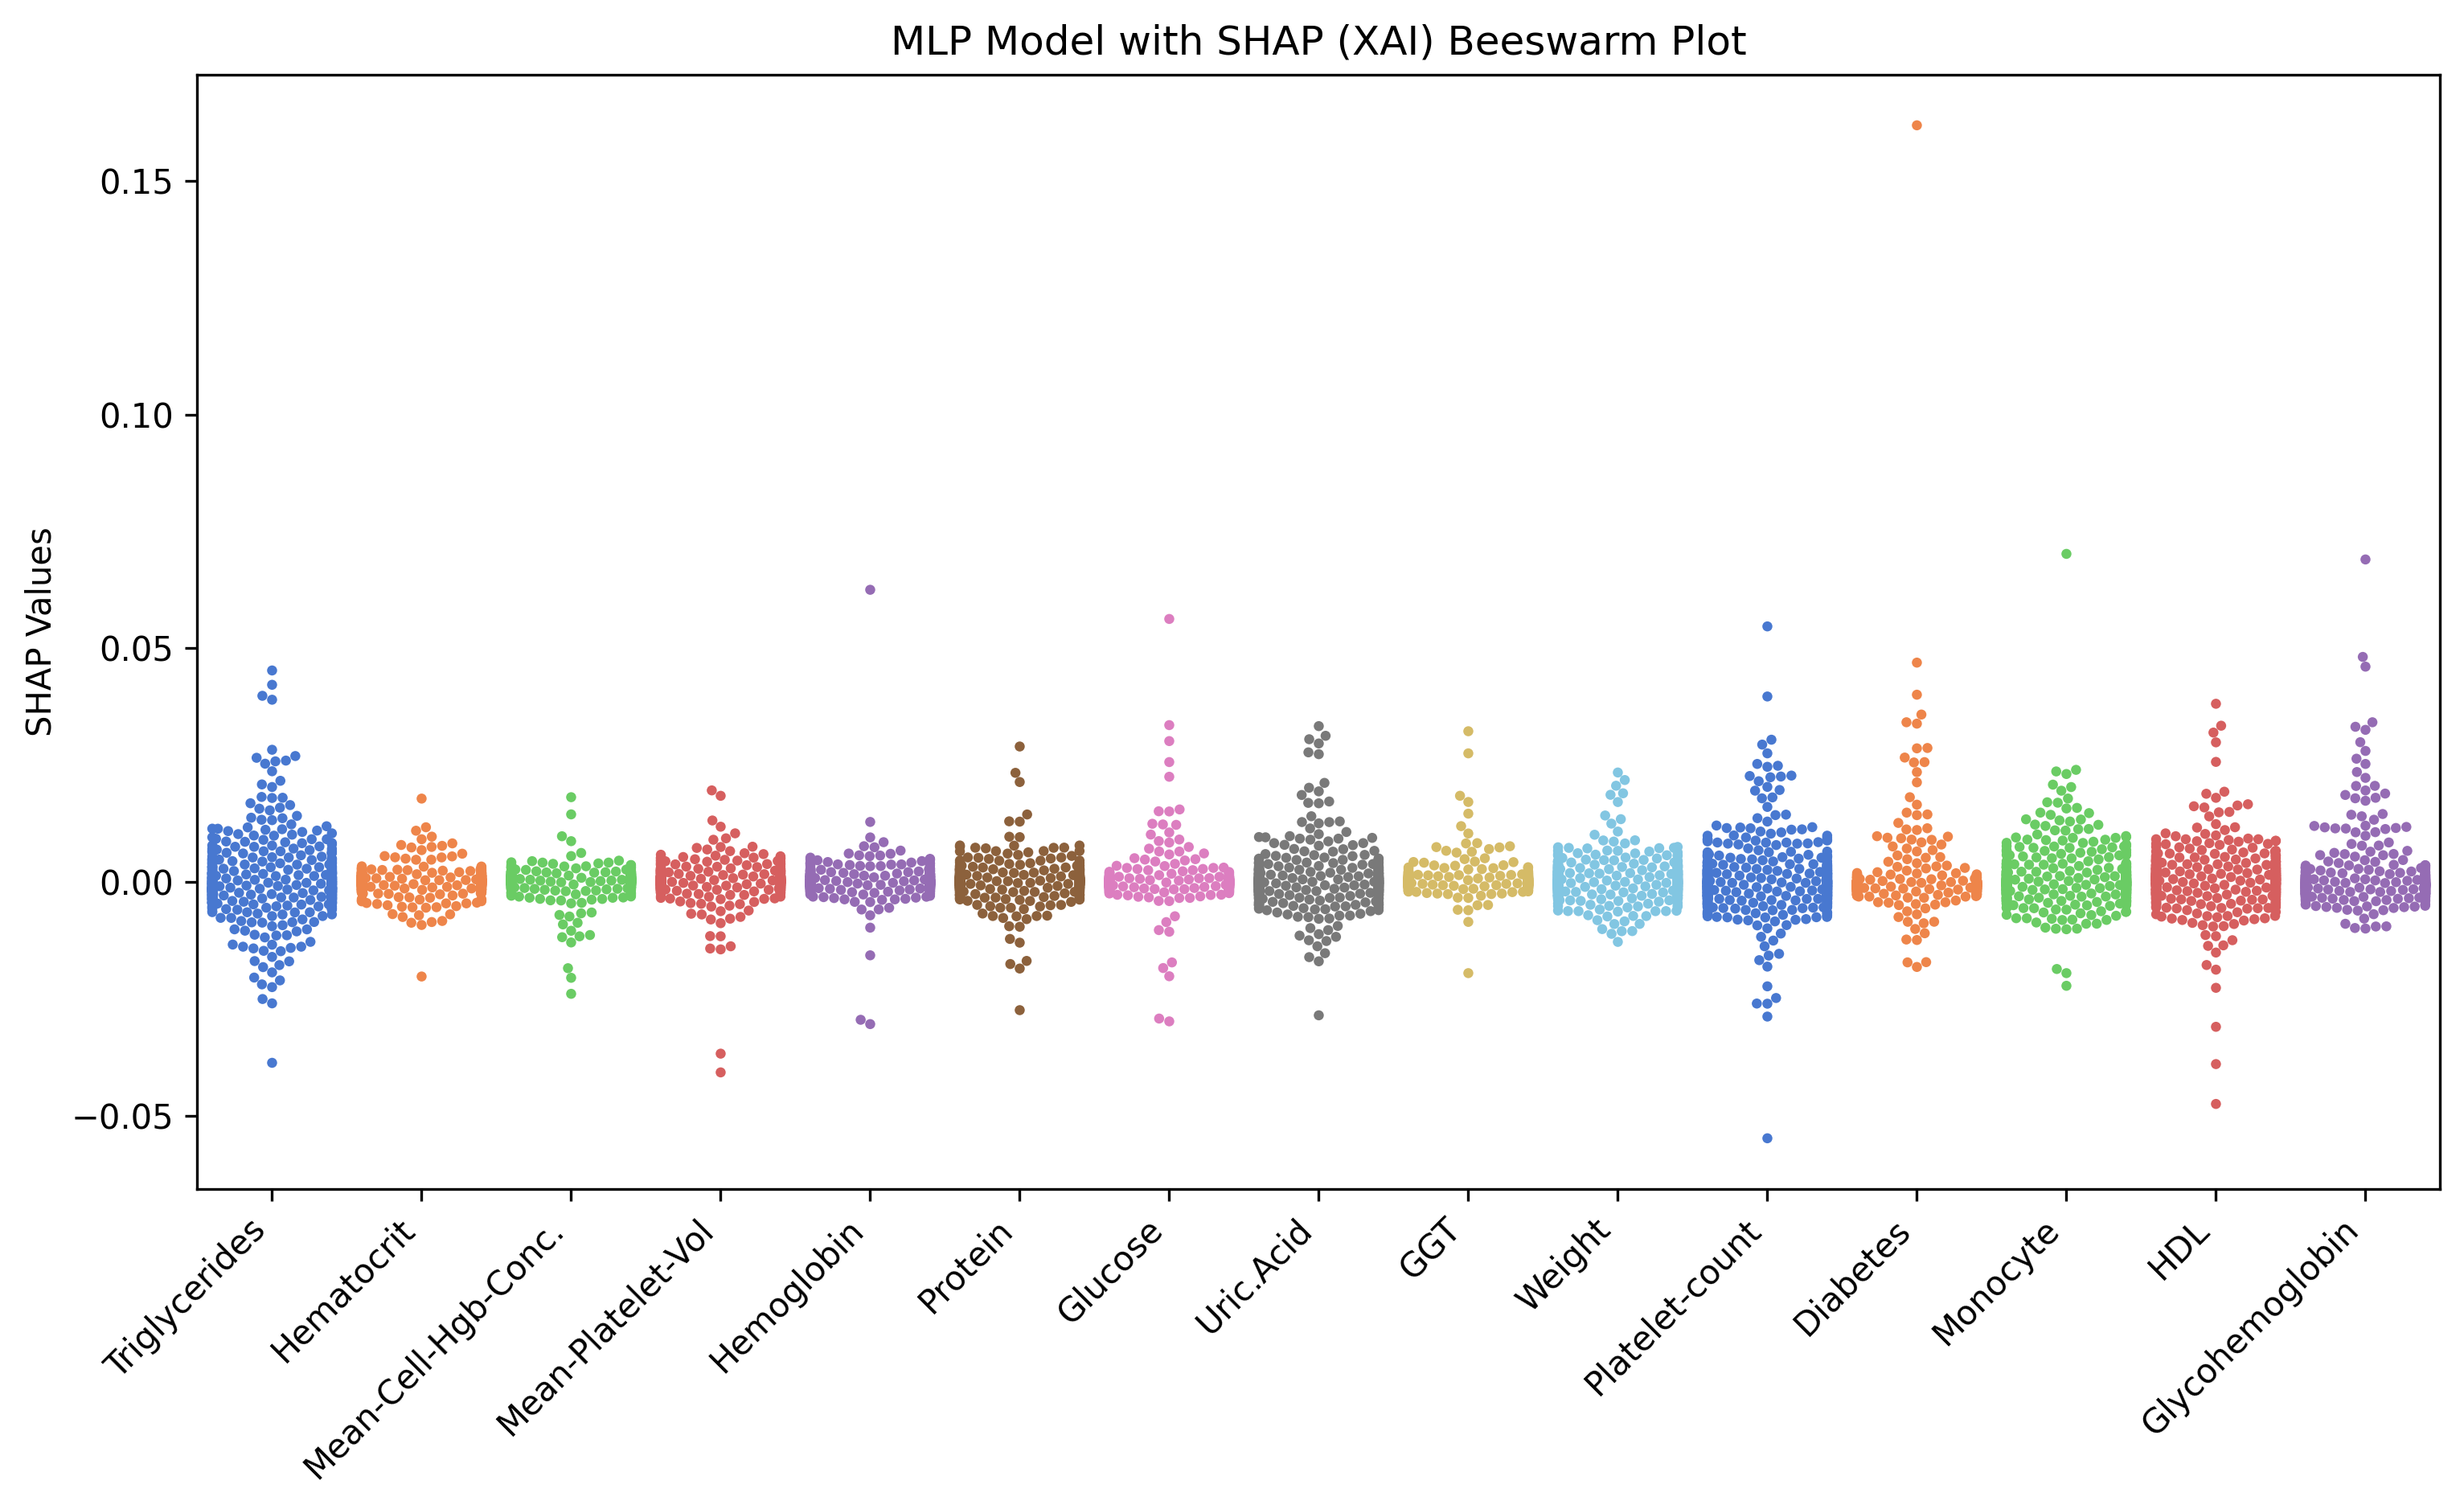 MLP Model with SHAP (XAI) Beeswarm Plot
SHAP Values
0.15
0.10
0.05
0.00
−0.05
Triglycerides
Hematocrit
Mean-Cell-Hgb-Conc.
Mean-Platelet-Vol
Hemoglobin
Protein
Glucose
Uric.Acid
GGT
Weight
Platelet-count
Diabetes
Monocyte
HDL
Glycohemoglobin